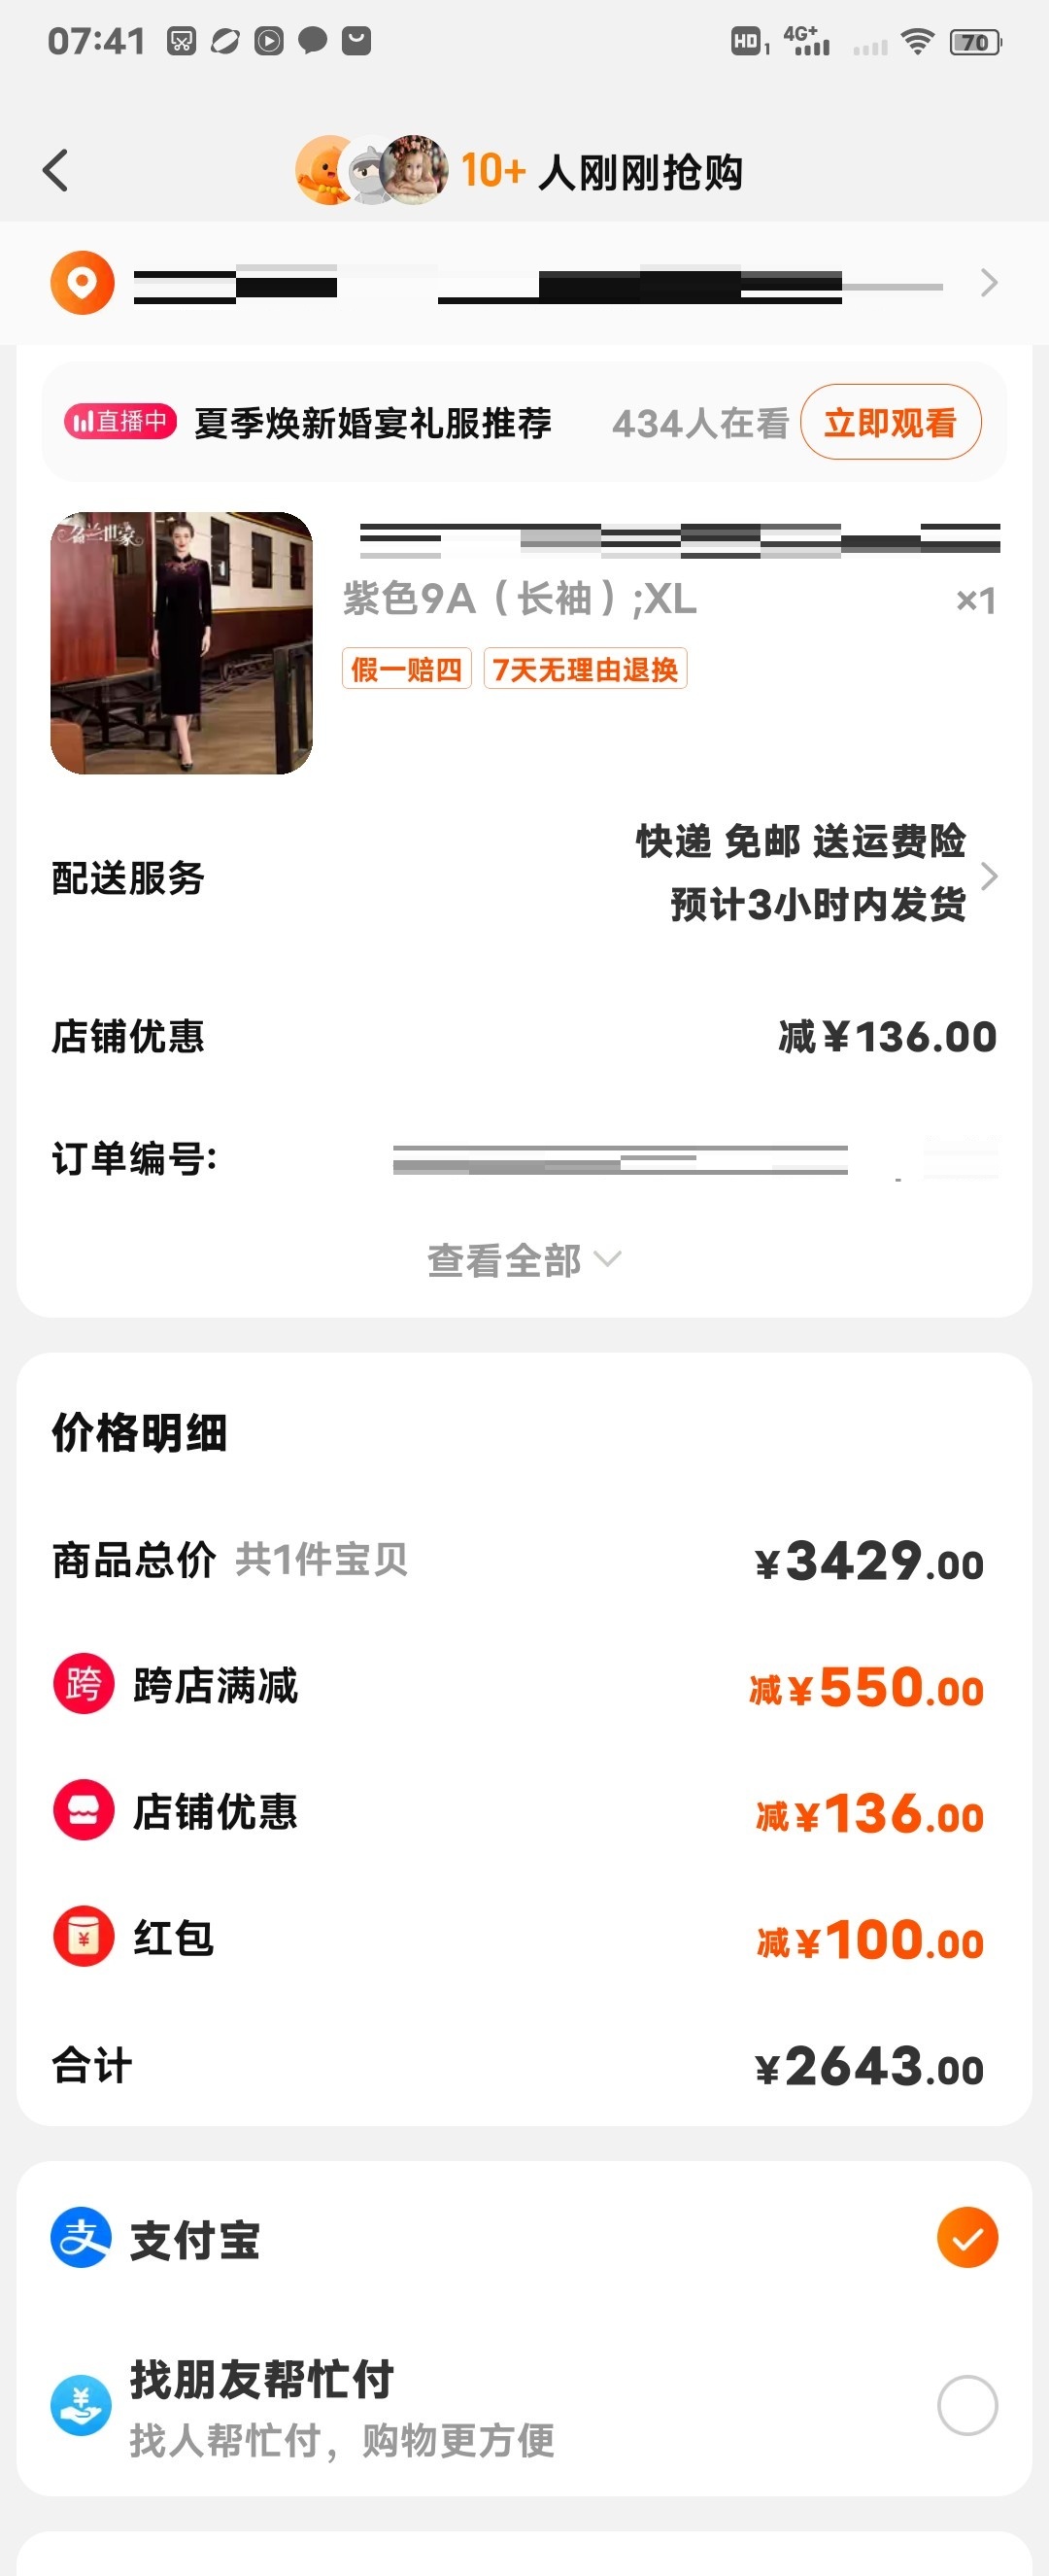 07:41
HD 1 4G+ 70
10+ 人刚刚抢购
直播中 夏季焕新婚宴礼服推荐 434人在看 立即观看
名兰世家
紫色9A（长袖）;XL ×1
假一赔四 7天无理由退换
快递 免邮 送运费险
配送服务
预计3小时内发货
店铺优惠 减￥136.00
订单编号:
查看全部
价格明细
商品总价 共1件宝贝 ￥3429.00
跨 跨店满减 减￥550.00
店铺优惠 减￥136.00
￥ 红包 减￥100.00
合计 ￥2643.00
支 支付宝
￥ 找朋友帮忙付
找人帮忙付，购物更方便